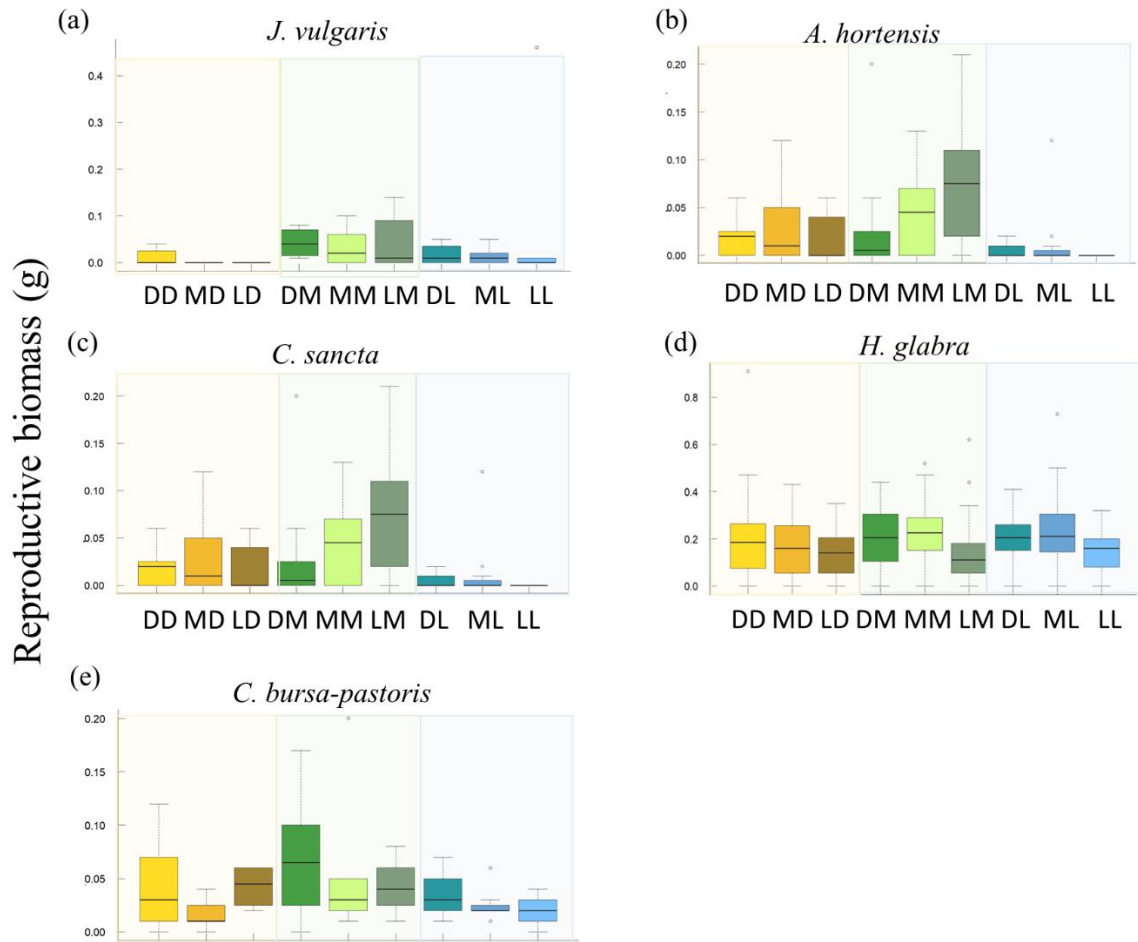 Reproductive biomass (g)
(a)
J. vulgaris
0.4
0.3
0.2
0.1
0.0
DD MD LD DM MM LM DL ML LL
(b)
A. hortensis
0.20
0.15
0.10
.05
0.00
DD MD LD DM MM LM DL ML LL
(c)
C. sancta
0.20
0.15
0.10
.05
0.00
DD MD LD DM MM LM DL ML LL
(d)
H. glabra
0.8
0.6
0.4
0.2
0.0
DD MD LD DM MM LM DL ML LL
(e)
C. bursa-pastoris
0.20
0.15
0.10
0.05
0.00